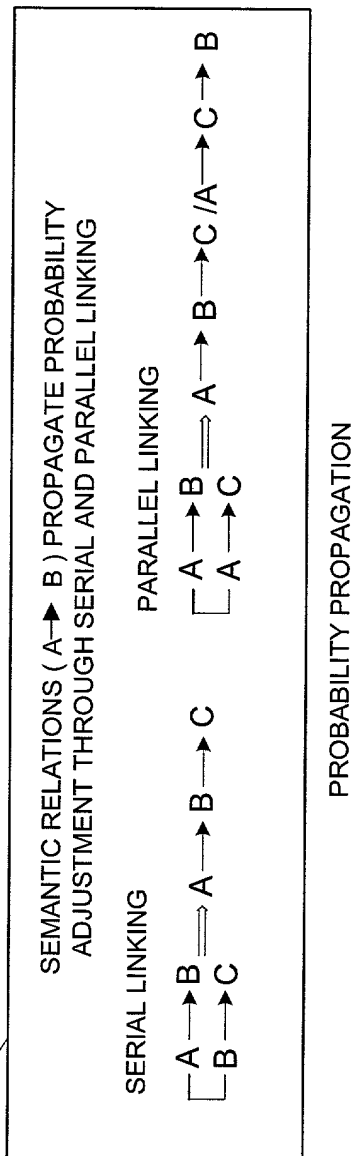 SEMANTIC RELATIONS ( A → B ) PROPAGATE PROBABILITY
ADJUSTMENT THROUGH SERIAL AND PARALLEL LINKING
SERIAL LINKING
A → B
B → C
⇒ A → B → C
PARALLEL LINKING
A → B
A → C
⇒ A → B → C /A → C → B
PROBABILITY PROPAGATION